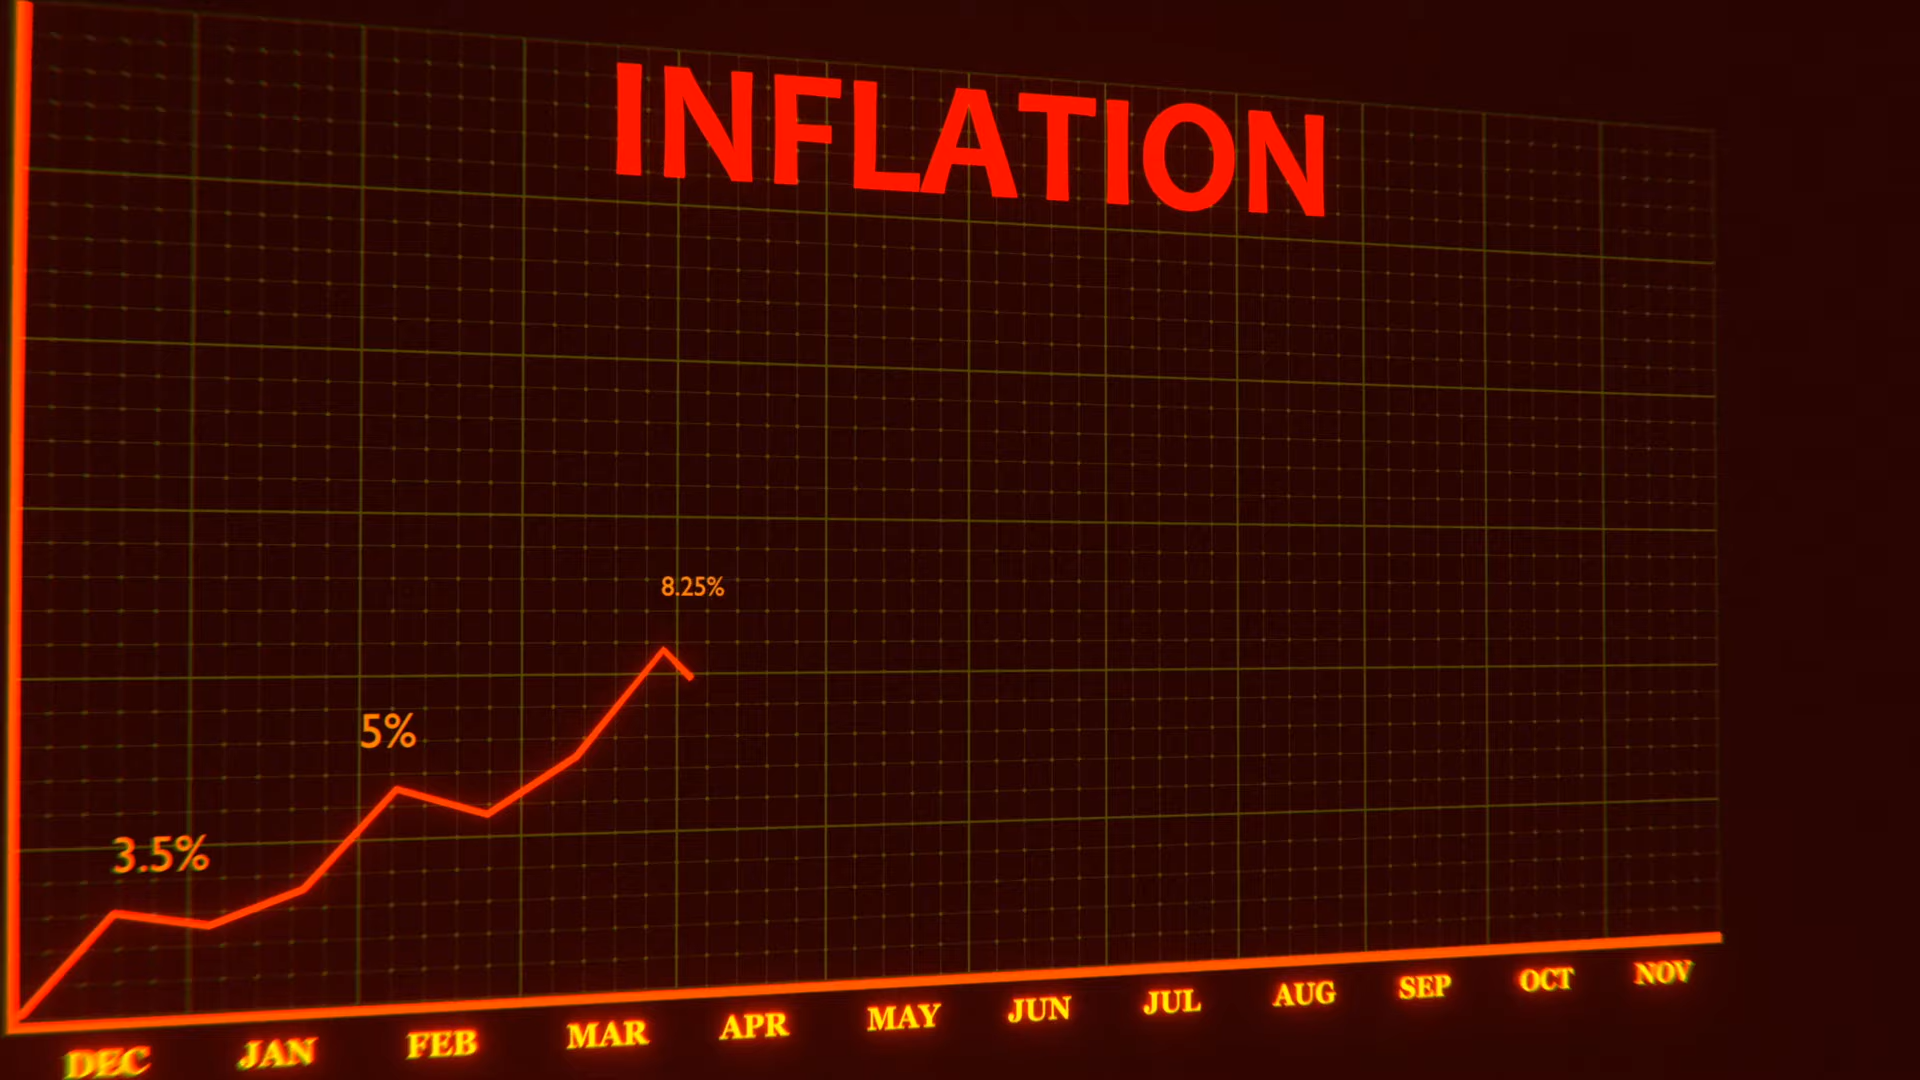 INFLATION
8.25%
5%
3.5%
DEC JAN FEB MAR APR MAY JUN JUL AUG SEP OCT NOV